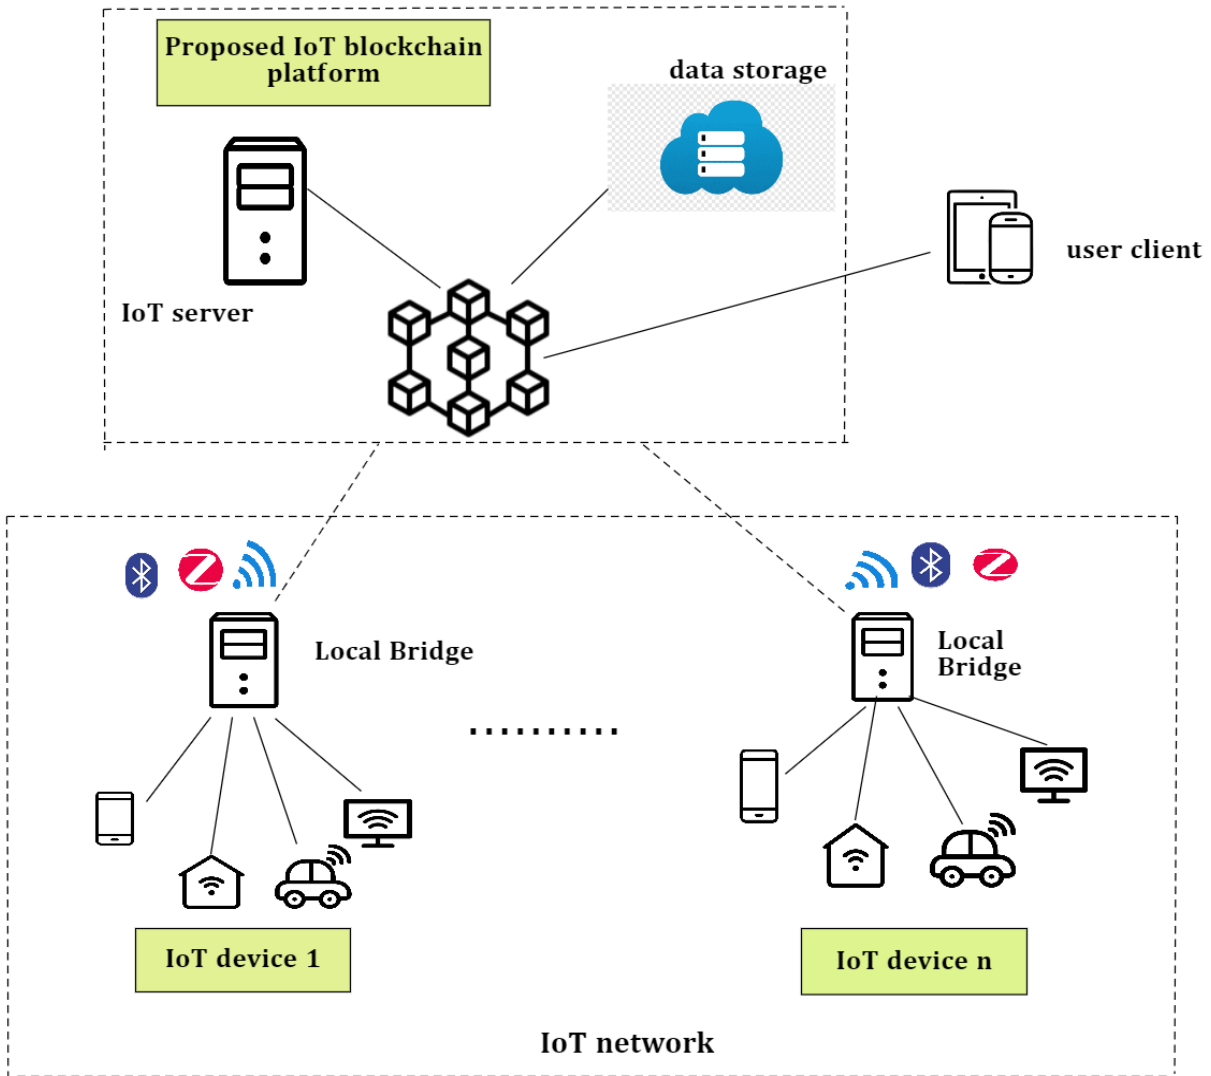 Proposed IoT blockchain
platform
data storage
user client
IoT server
Local Bridge
Local
Bridge
..........
IoT device 1
IoT device n
IoT network